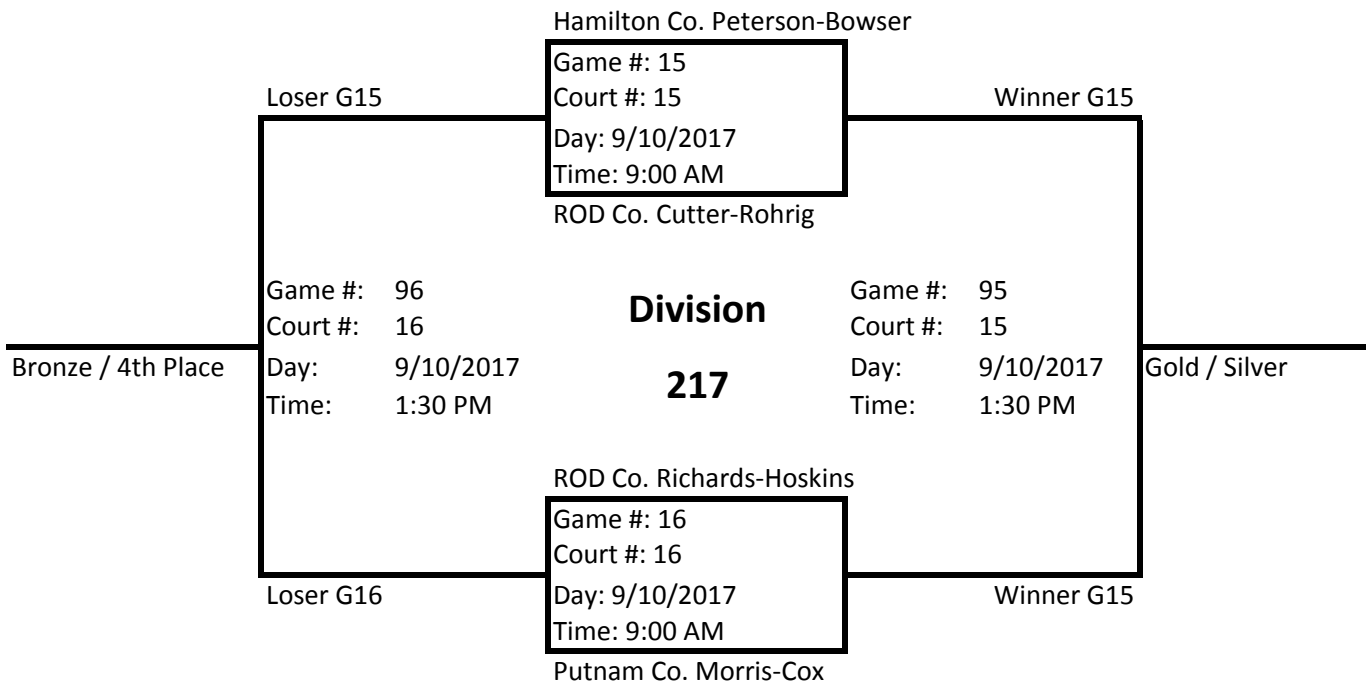 Hamilton Co. Peterson-Bowser
Game #: 15
Loser G15
Court #: 15
Winner G15
Day: 9/10/2017
Time: 9:00 AM
ROD Co. Cutter-Rohrig
Game #: 96
Court #: 16
Day: 9/10/2017
Time: 1:30 PM
Bronze / 4th Place
Division
217
Game #: 95
Court #: 15
Day: 9/10/2017
Time: 1:30 PM
Gold / Silver
ROD Co. Richards-Hoskins
Game #: 16
Court #: 16
Loser G16
Day: 9/10/2017
Winner G15
Time: 9:00 AM
Putnam Co. Morris-Cox